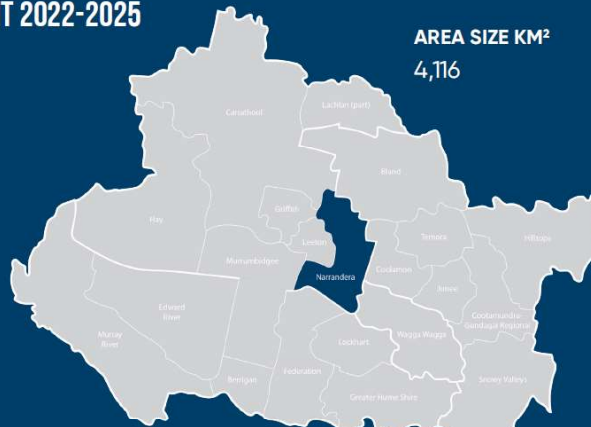 T 2022-2025
AREA SIZE KM²
4,116
Lachlan (part)
Carrathool
Bland
Griffith
Hay
Temora
Hilltops
Leeton
Murrumbidgee
Coolamon
Narrandera
Junee
Edward
River
Cootamundra-
Gundagai Regional
Murray
River
Wagga Wagga
Lockhart
Federation
Berrigan
Snowy Valleys
Greater Hume Shire